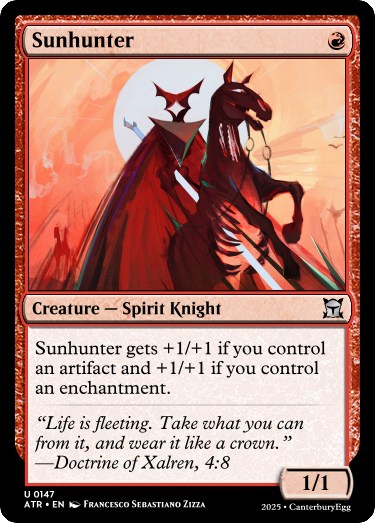 Sunhunter
Creature — Spirit Knight
Sunhunter gets +1/+1 if you control
an artifact and +1/+1 if you control
an enchantment.
“Life is fleeting. Take what you can
from it, and wear it like a crown.”
—Doctrine of Xalren, 4:8
1/1
U 0147
ATR • EN Francesco Sebastiano Zizza
2025 • CanterburyEgg